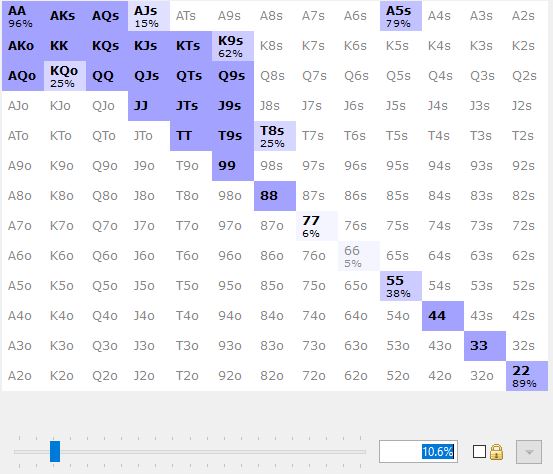 AA AKs AQs AJs ATs A9s A8s A7s A6s A5s A4s A3s A2s
96% 15% 79%
AKo KK KQs KJs KTs K9s K8s K7s K6s K5s K4s K3s K2s
62%
AQo KQo QQ QJs QTs Q9s Q8s Q7s Q6s Q5s Q4s Q3s Q2s
25%
AJo KJo QJo JJ JTs J9s J8s J7s J6s J5s J4s J3s J2s
ATo KTo QTo JTo TT T9s T8s T7s T6s T5s T4s T3s T2s
25%
A9o K9o Q9o J9o T9o 99 98s 97s 96s 95s 94s 93s 92s
A8o K8o Q8o J8o T8o 98o 88 87s 86s 85s 84s 83s 82s
A7o K7o Q7o J7o T7o 97o 87o 77 76s 75s 74s 73s 72s
6%
A6o K6o Q6o J6o T6o 96o 86o 76o 66 65s 64s 63s 62s
5%
A5o K5o Q5o J5o T5o 95o 85o 75o 65o 55 54s 53s 52s
38%
A4o K4o Q4o J4o T4o 94o 84o 74o 64o 54o 44 43s 42s
A3o K3o Q3o J3o T3o 93o 83o 73o 63o 53o 43o 33 32s
A2o K2o Q2o J2o T2o 92o 82o 72o 62o 52o 42o 32o 22
89%
10.6%